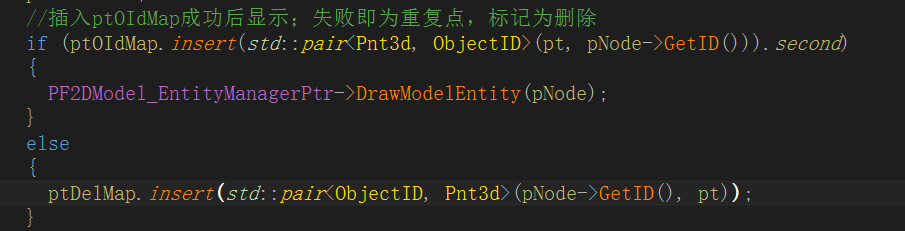 //插入ptOIdMap成功后显示；失败即为重复点，标记为删除
if (ptOIdMap.insert(std::pair<Pnt3d, ObjectID>(pt, pNode->GetID())).second)
{
PF2DModel_EntityManagerPtr->DrawModelEntity(pNode);
}
else
{
ptDelMap.insert(std::pair<ObjectID, Pnt3d>(pNode->GetID(), pt));
}